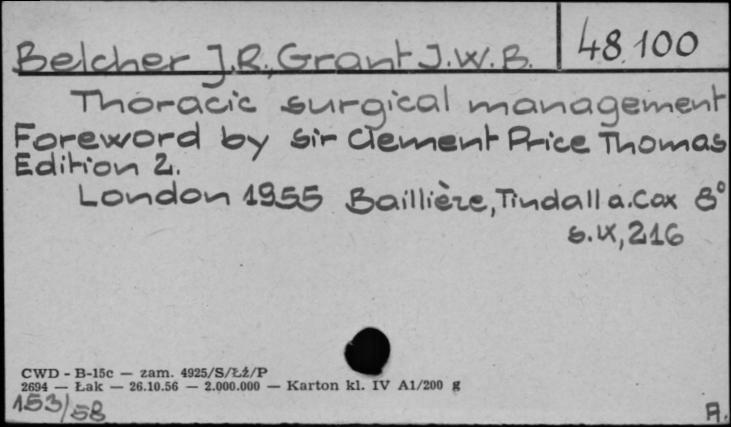 Belcher J.R., Grant J.W.B.
48.100
Thoracic surgical management
Foreword by Sir Clement Price Thomas
Edition 2.
London 1955 Baillière, Tindall a. Cox 8°
s. IX, 216
CWD - B-15c — zam. 4925/S/Łż/P
2694 — Łak — 26.10.56 — 2.000.000 — Karton kl. IV A1/200 g
153/58
A.